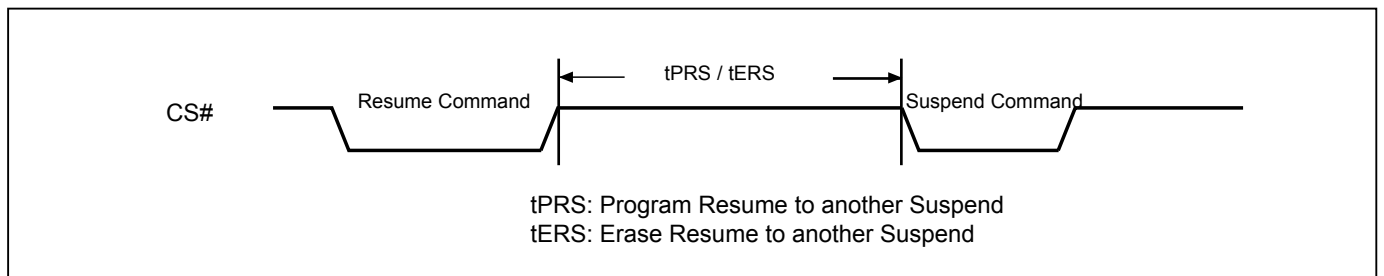 tPRS / tERS
Resume Command
Suspend Command
CS#
tPRS: Program Resume to another Suspend
tERS: Erase Resume to another Suspend